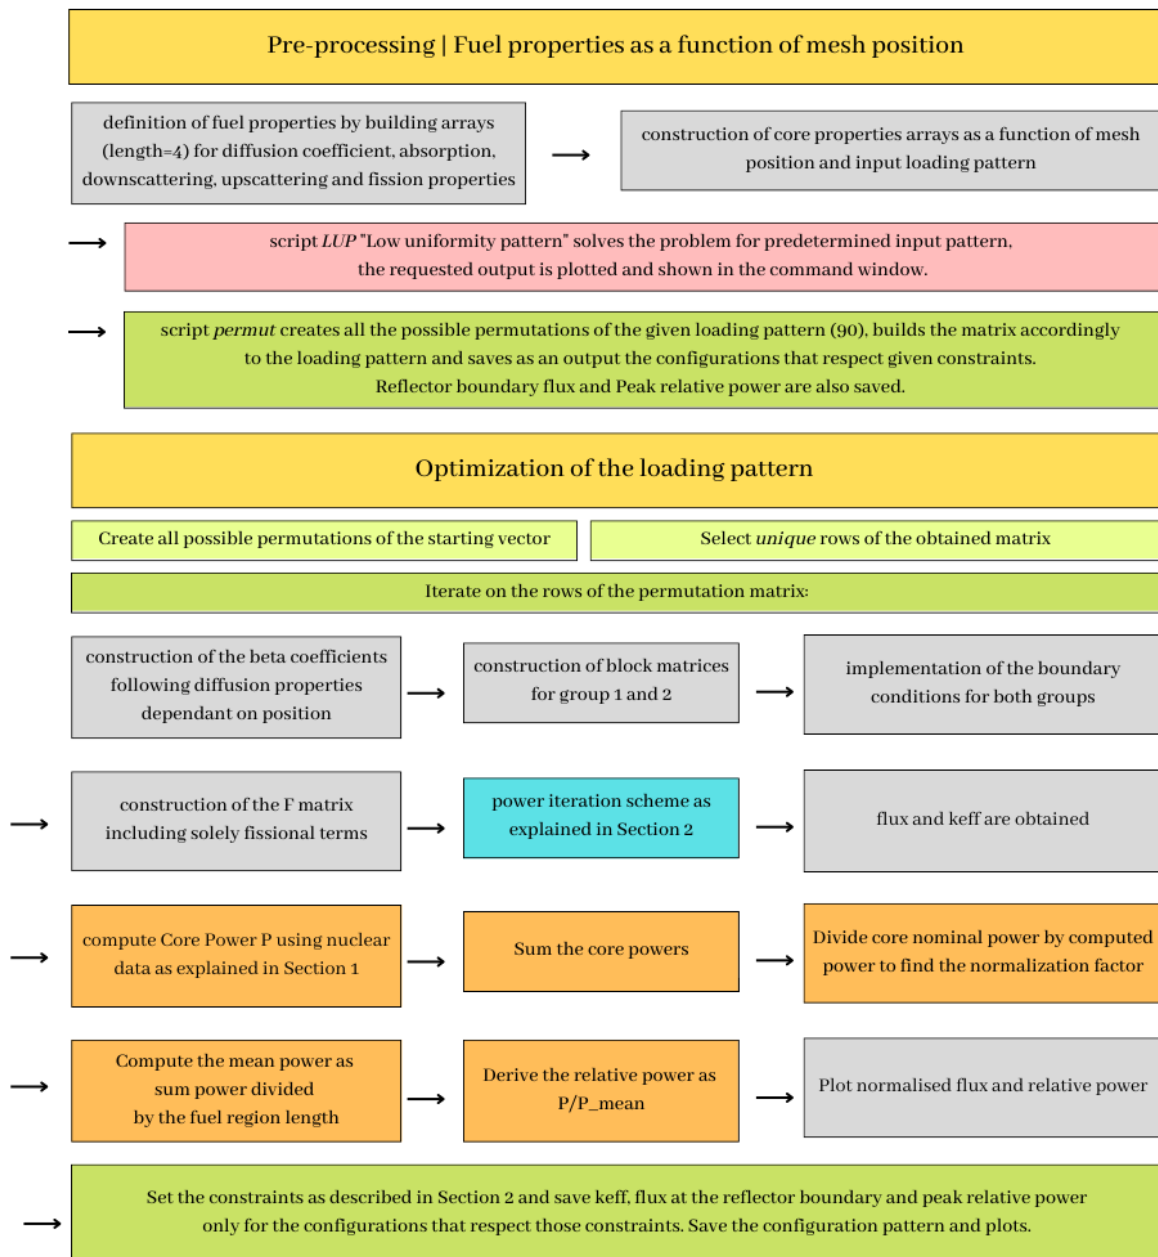 Pre-processing | Fuel properties as a function of mesh position
definition of fuel properties by building arrays
(length=4) for diffusion coefficient, absorption,
downscattering, upscattering and fission properties
construction of core properties arrays as a function of mesh
position and input loading pattern
script LUP "Low uniformity pattern" solves the problem for predetermined input pattern,
the requested output is plotted and shown in the command window.
script permut creates all the possible permutations of the given loading pattern (90), builds the matrix accordingly
to the loading pattern and saves as an output the configurations that respect given constraints.
Reflector boundary flux and Peak relative power are also saved.
Optimization of the loading pattern
Create all possible permutations of the starting vector
Select unique rows of the obtained matrix
Iterate on the rows of the permutation matrix:
construction of the beta coefficients
following diffusion properties
dependant on position
construction of block matrices
for group 1 and 2
implementation of the boundary
conditions for both groups
construction of the F matrix
including solely fissional terms
power iteration scheme as
explained in Section 2
flux and keff are obtained
compute Core Power P using nuclear
data as explained in Section 1
Sum the core powers
Divide core nominal power by computed
power to find the normalization factor
Compute the mean power as
sum power divided
by the fuel region length
Derive the relative power as
P/P_mean
Plot normalised flux and relative power
Set the constraints as described in Section 2 and save keff, flux at the reflector boundary and peak relative power
only for the configurations that respect those constraints. Save the configuration pattern and plots.